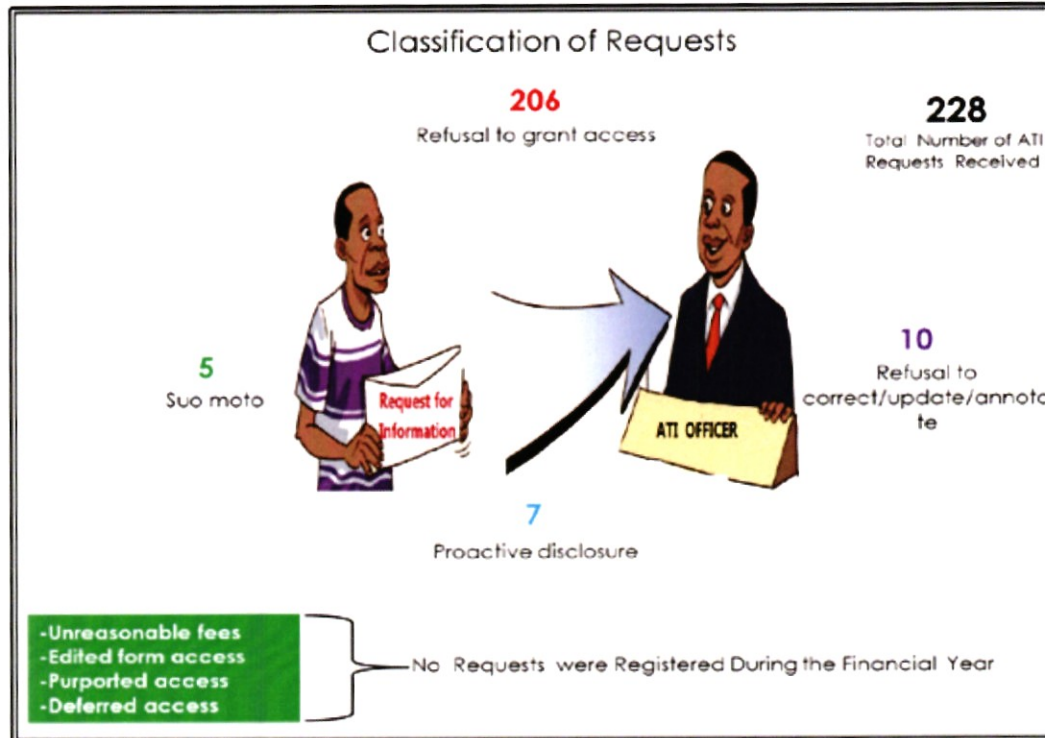 Classification of Requests
206
Refusal to grant access
228
Total Number of ATI
Requests Received
5
Suo moto
Request for
Information
ATI OFFICER
10
Refusal to
correct/update/annota
te
7
Proactive disclosure
-Unreasonable fees
-Edited form access
-Purported access
-Deferred access
No Requests were Registered During the Financial Year